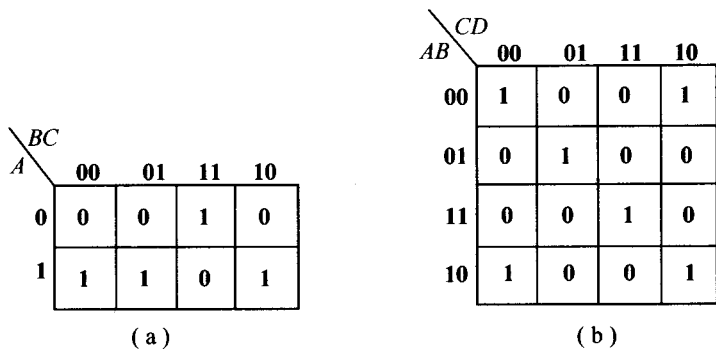 BC
A
00 01 11 10
0 0 0 1 0
1 1 1 0 1
( a )
CD
AB
00 01 11 10
00 1 0 0 1
01 0 1 0 0
11 0 0 1 0
10 1 0 0 1
( b )